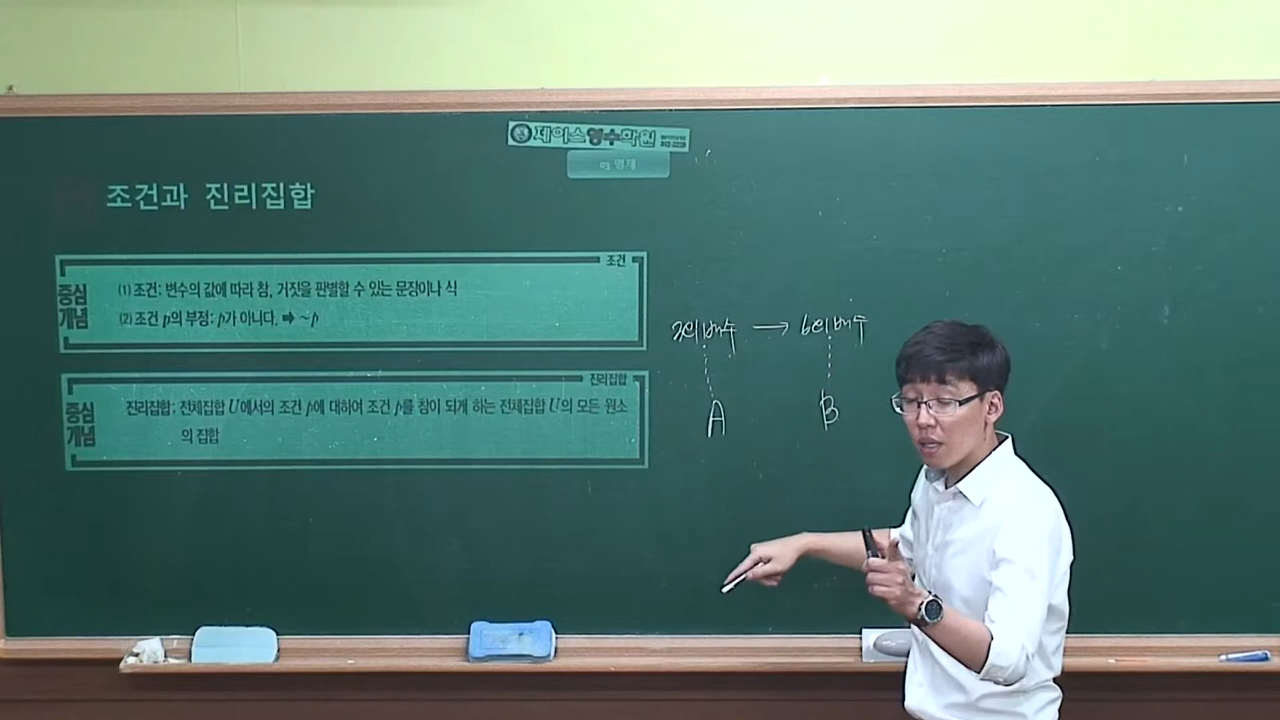 제이스영수학원
03 명제
조건과 진리집합
조건
중심
개념
(1) 조건: 변수의 값에 따라 참, 거짓을 판별할 수 있는 문장이나 식
(2) 조건 p의 부정: p가 아니다. ➡ ~p
진리집합
중심
개념
진리집합: 전체집합 U에서의 조건 p에 대하여 조건 p를 참이 되게 하는 전체집합 U의 모든 원소
의 집합
의 배수 → 6의 배수
A B